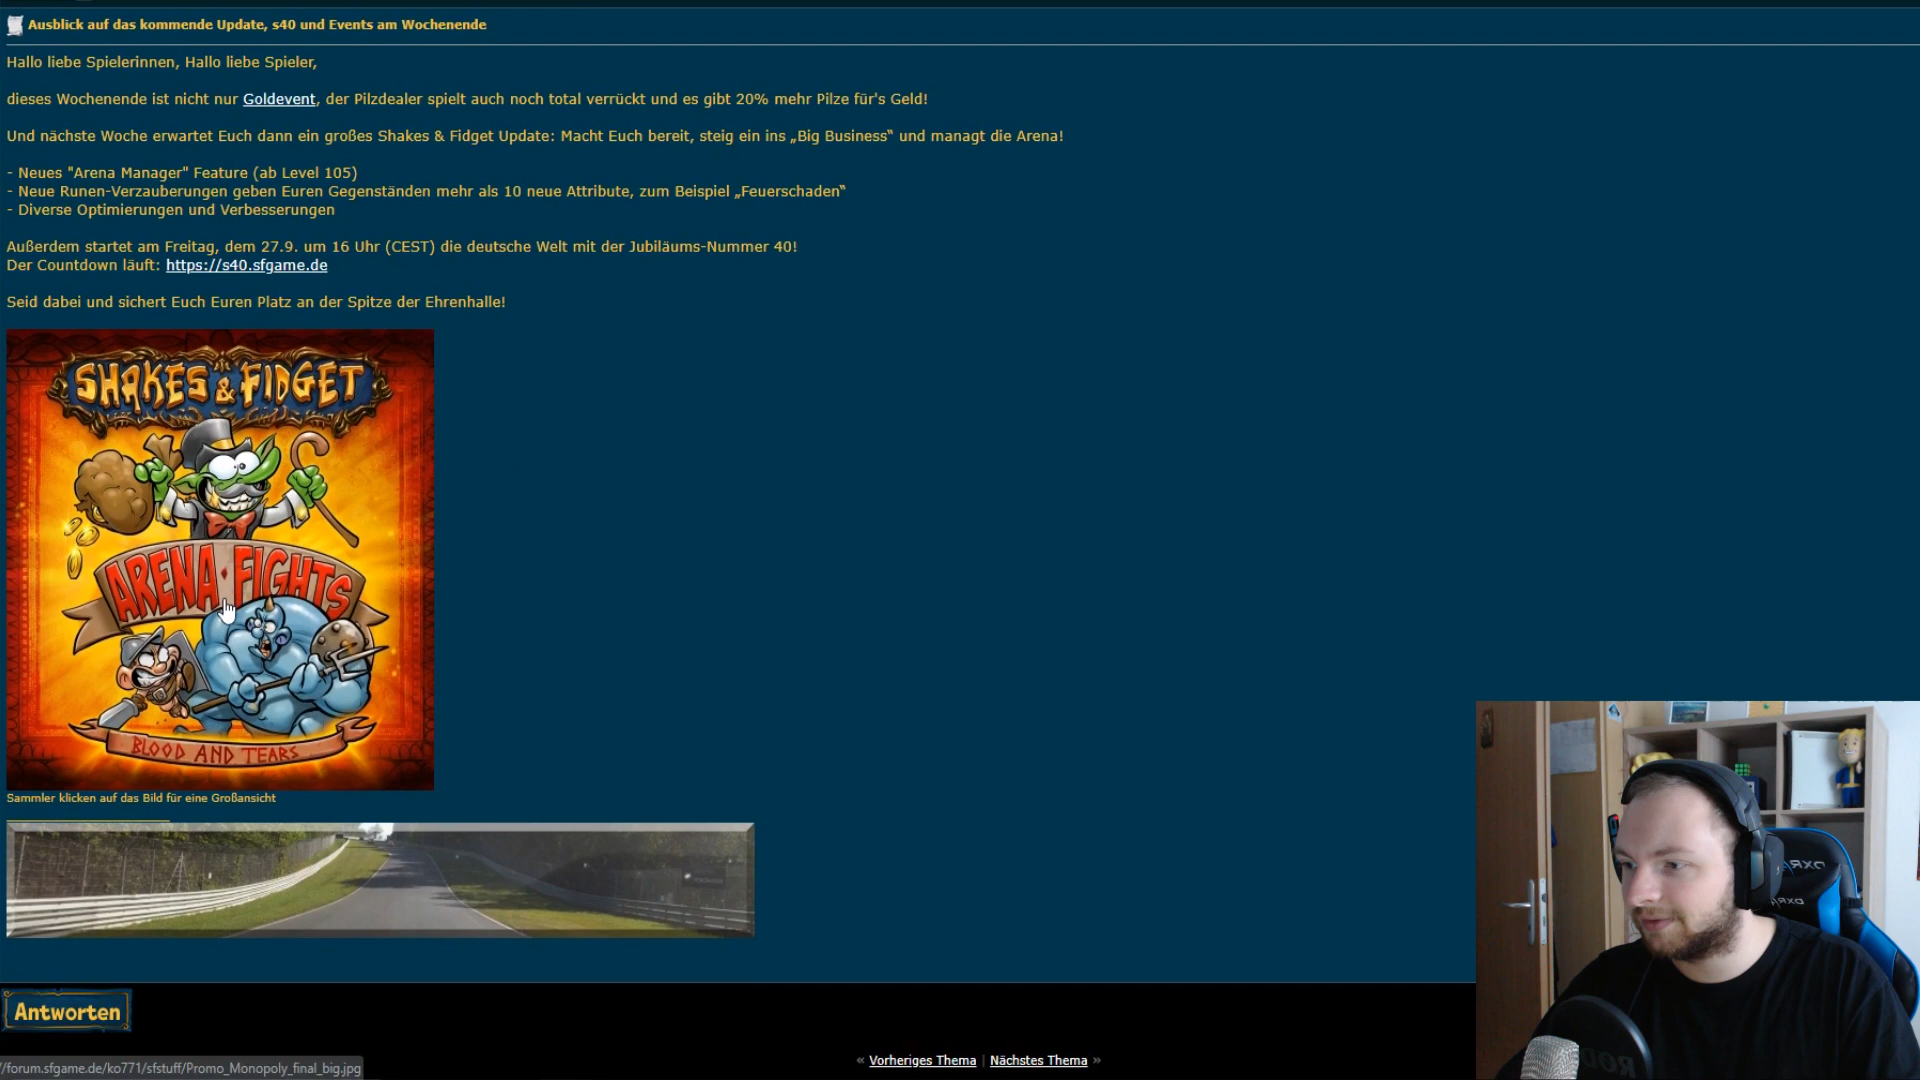 Ausblick auf das kommende Update, s40 und Events am Wochenende
Hallo liebe Spielerinnen, Hallo liebe Spieler,
dieses Wochenende ist nicht nur Goldevent, der Pilzdealer spielt auch noch total verrückt und es gibt 20% mehr Pilze für's Geld!
Und nächste Woche erwartet Euch dann ein großes Shakes & Fidget Update: Macht Euch bereit, steig ein ins „Big Business“ und managt die Arena!
- Neues "Arena Manager" Feature (ab Level 105)
- Neue Runen-Verzauberungen geben Euren Gegenständen mehr als 10 neue Attribute, zum Beispiel „Feuerschaden“
- Diverse Optimierungen und Verbesserungen
Außerdem startet am Freitag, dem 27.9. um 16 Uhr (CEST) die deutsche Welt mit der Jubiläums-Nummer 40!
Der Countdown läuft: https://s40.sfgame.de
Seid dabei und sichert Euch Euren Platz an der Spitze der Ehrenhalle!
SHAKES & FIDGET
ARENA · FIGHTS
BLOOD AND TEARS
Sammler klicken auf das Bild für eine Großansicht
Antworten
« Vorheriges Thema | Nächstes Thema »
/forum.sfgame.de/ko771/sfstuff/Promo_Monopoly_final_big.jpg